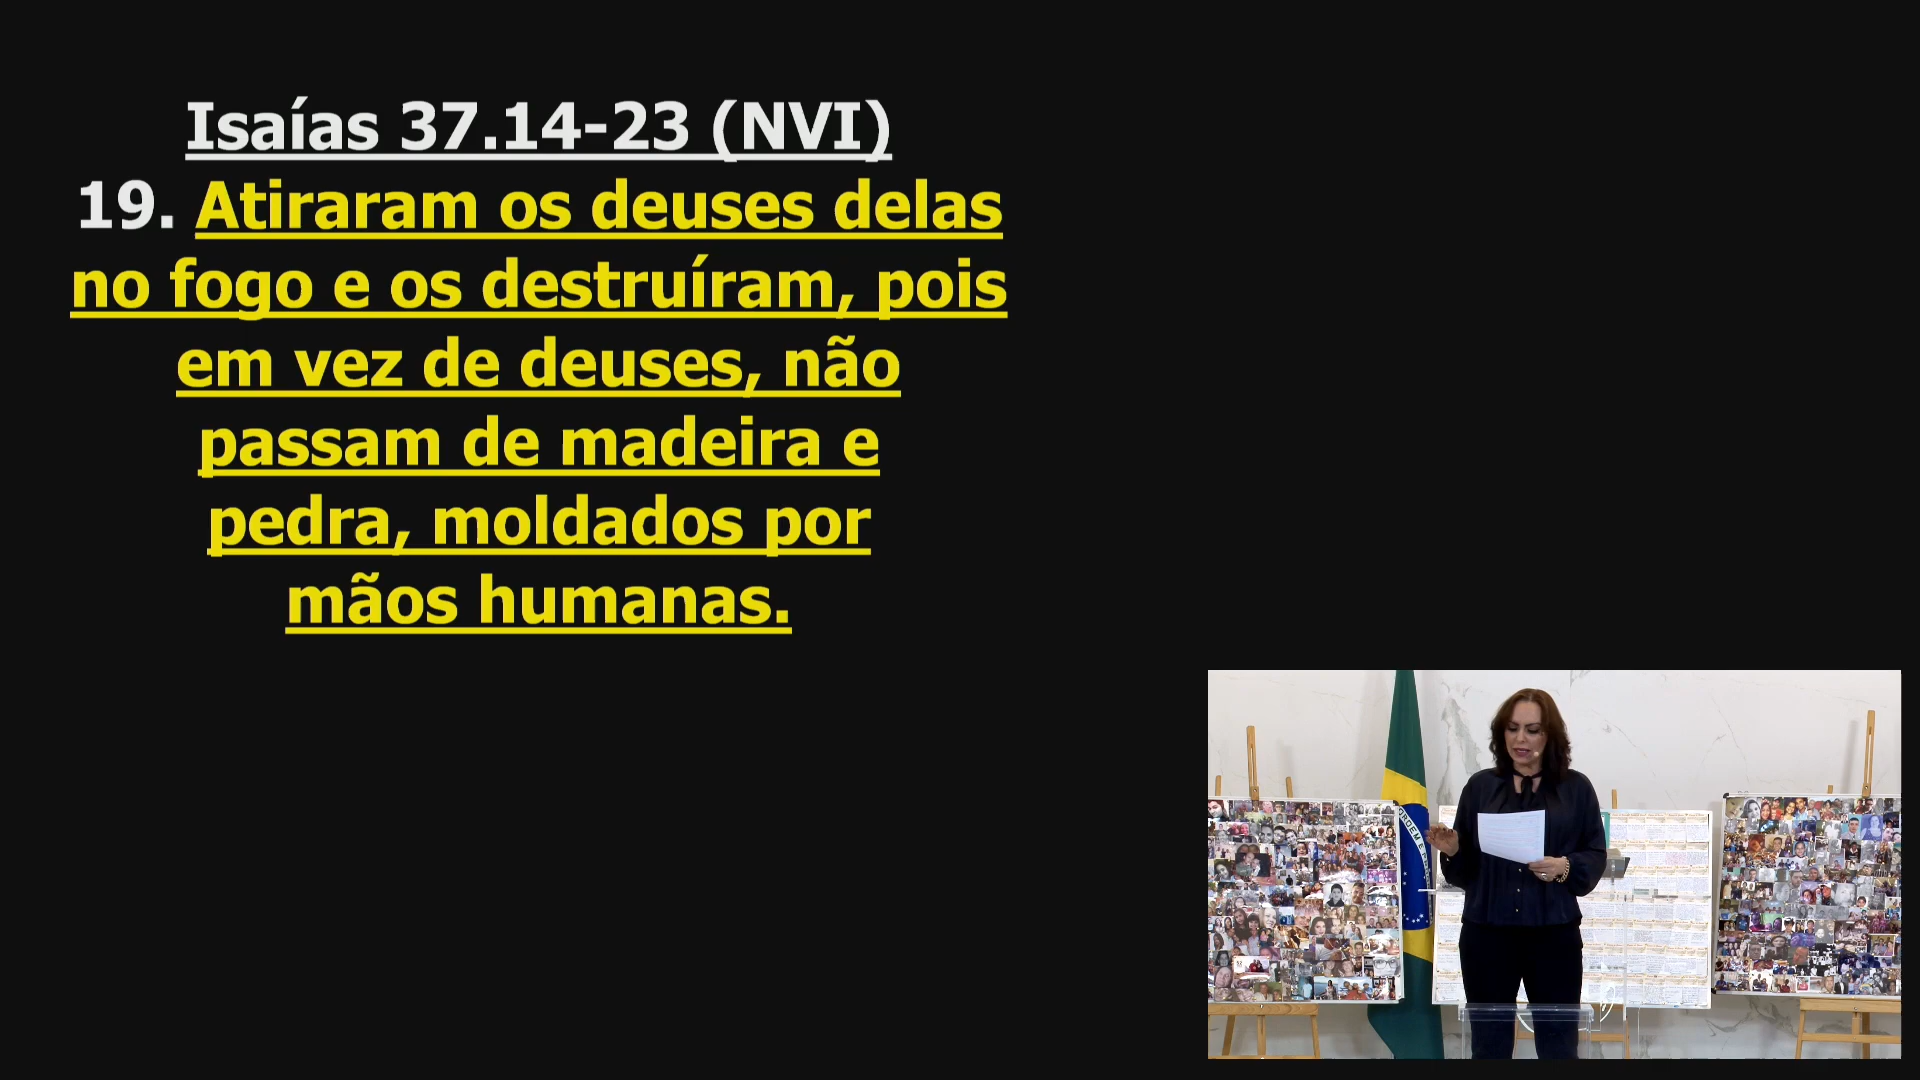 Isaías 37.14-23 (NVI)
19. Atiraram os deuses delas
no fogo e os destruíram, pois
em vez de deuses, não
passam de madeira e
pedra, moldados por
mãos humanas.
ORDEM E